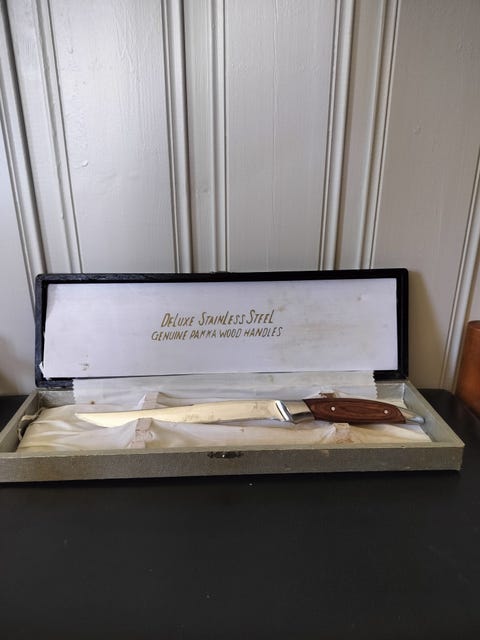 DELUXE STAINLESS STEEL
GENUINE PAKKA WOOD HANDLES